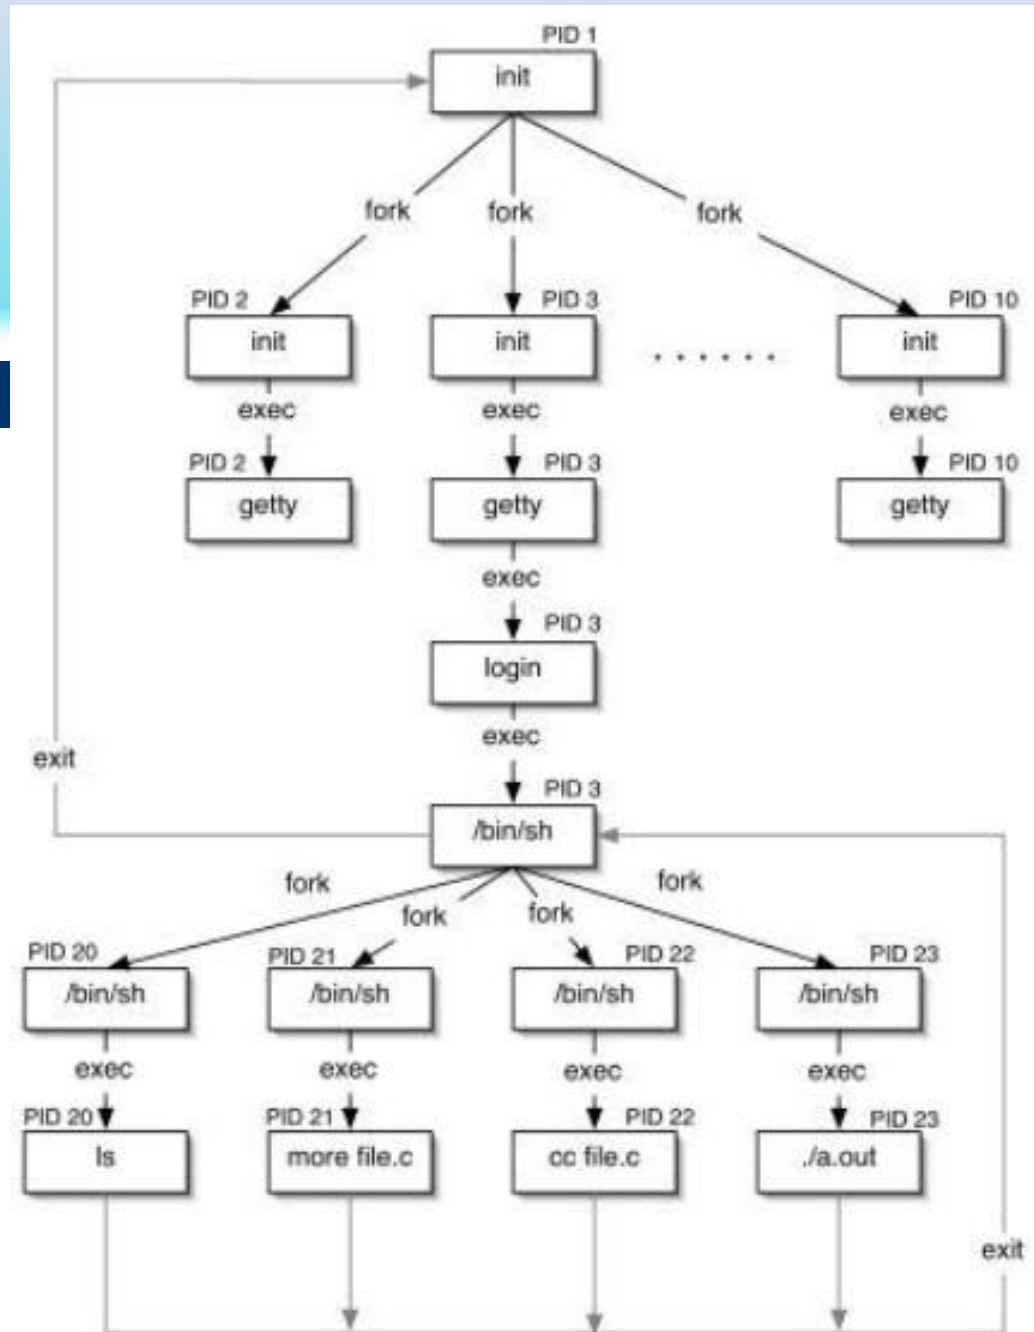 PID 1
init
fork
fork
fork
PID 2
PID 3
PID 10
init
init
. . . . . .
init
exec
exec
exec
PID 2
PID 3
PID 10
getty
getty
getty
exec
PID 3
login
exec
exit
PID 3
/bin/sh
fork
fork
fork
fork
PID 20
PID 21
PID 22
PID 23
/bin/sh
/bin/sh
/bin/sh
/bin/sh
exec
exec
exec
exec
PID 20
PID 21
PID 22
PID 23
ls
more file.c
cc file.c
./a.out
exit